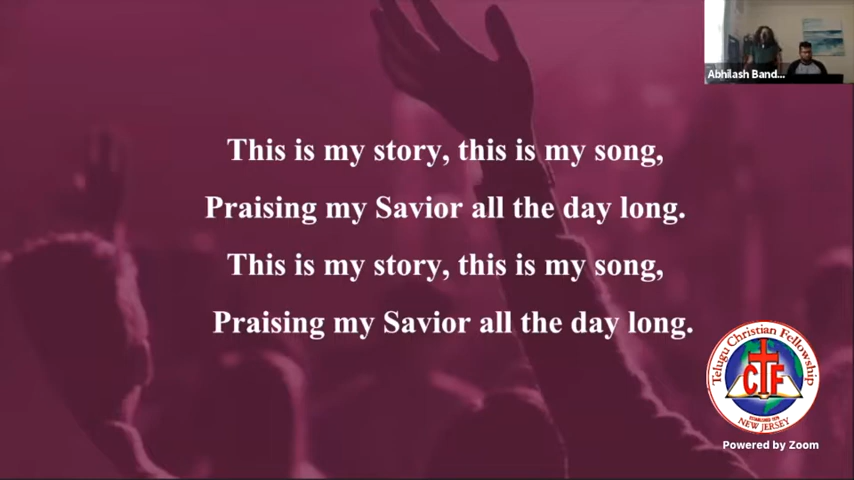 Abhilash Band...
This is my story, this is my song,
Praising my Savior all the day long.
This is my story, this is my song,
Praising my Savior all the day long.
Telugu Christian Fellowship
CTF
ESTABLISHED
NEW JERSEY
Powered by Zoom